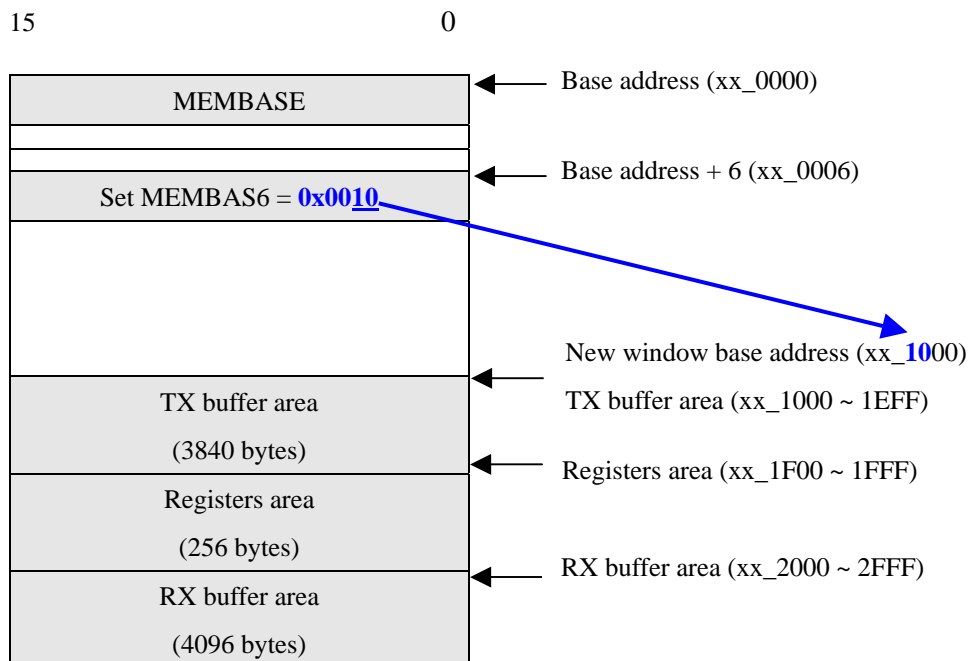 15 0
MEMBASE
Base address (xx_0000)
Base address + 6 (xx_0006)
Set MEMBAS6 = 0x0010
New window base address (xx_1000)
TX buffer area
(3840 bytes)
TX buffer area (xx_1000 ~ 1EFF)
Registers area (xx_1F00 ~ 1FFF)
Registers area
(256 bytes)
RX buffer area (xx_2000 ~ 2FFF)
RX buffer area
(4096 bytes)